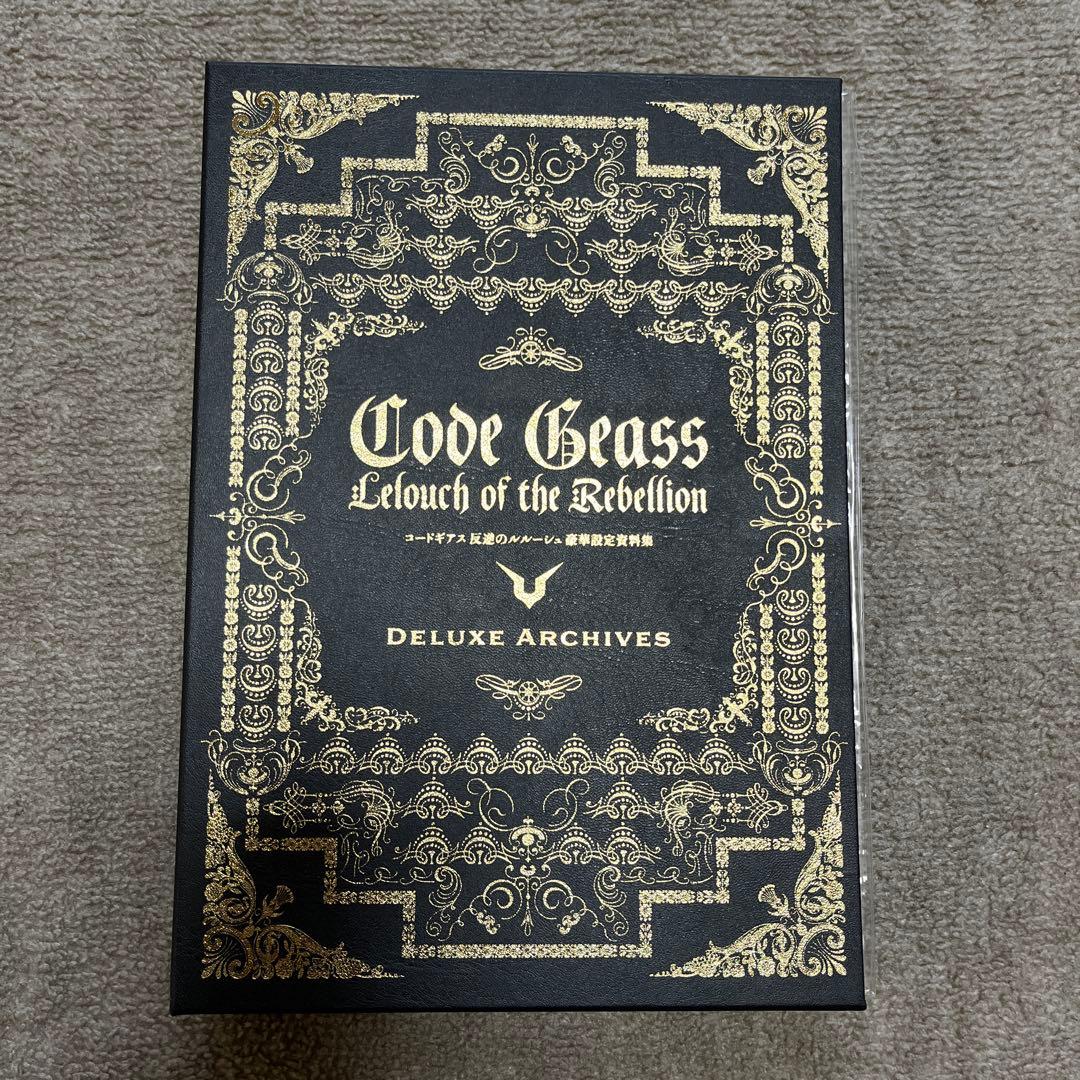 Code Geass
Lelouch of the Rebellion
コードギアス 反逆のルルーシュ 豪華設定資料集
DELUXE ARCHIVES